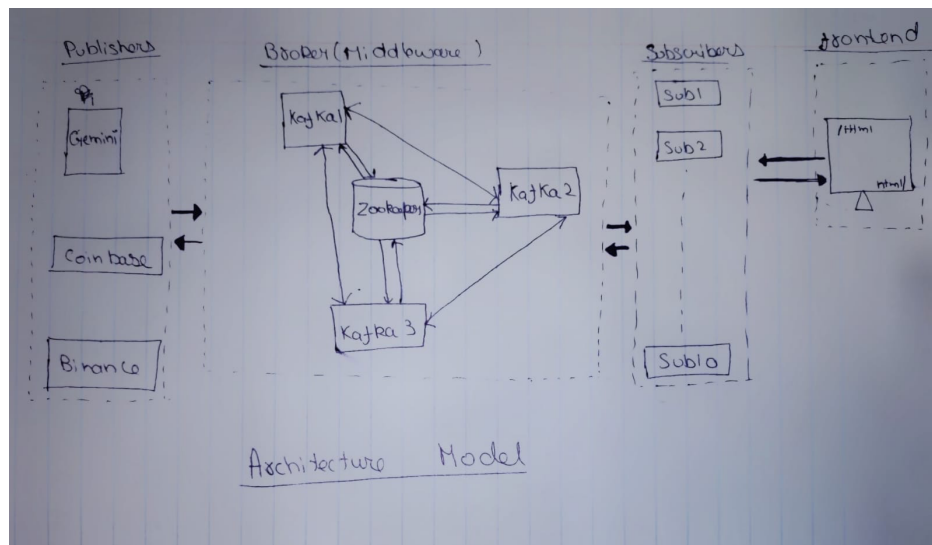 Publishers
Broker (Middleware)
Subscribers
Frontend
Gemini
Coinbase
Binance
Kafka1
Zookeeper
Kafka2
Kafka 3
Sub1
Sub2
Sub10
/Html
html/
Architecture Model